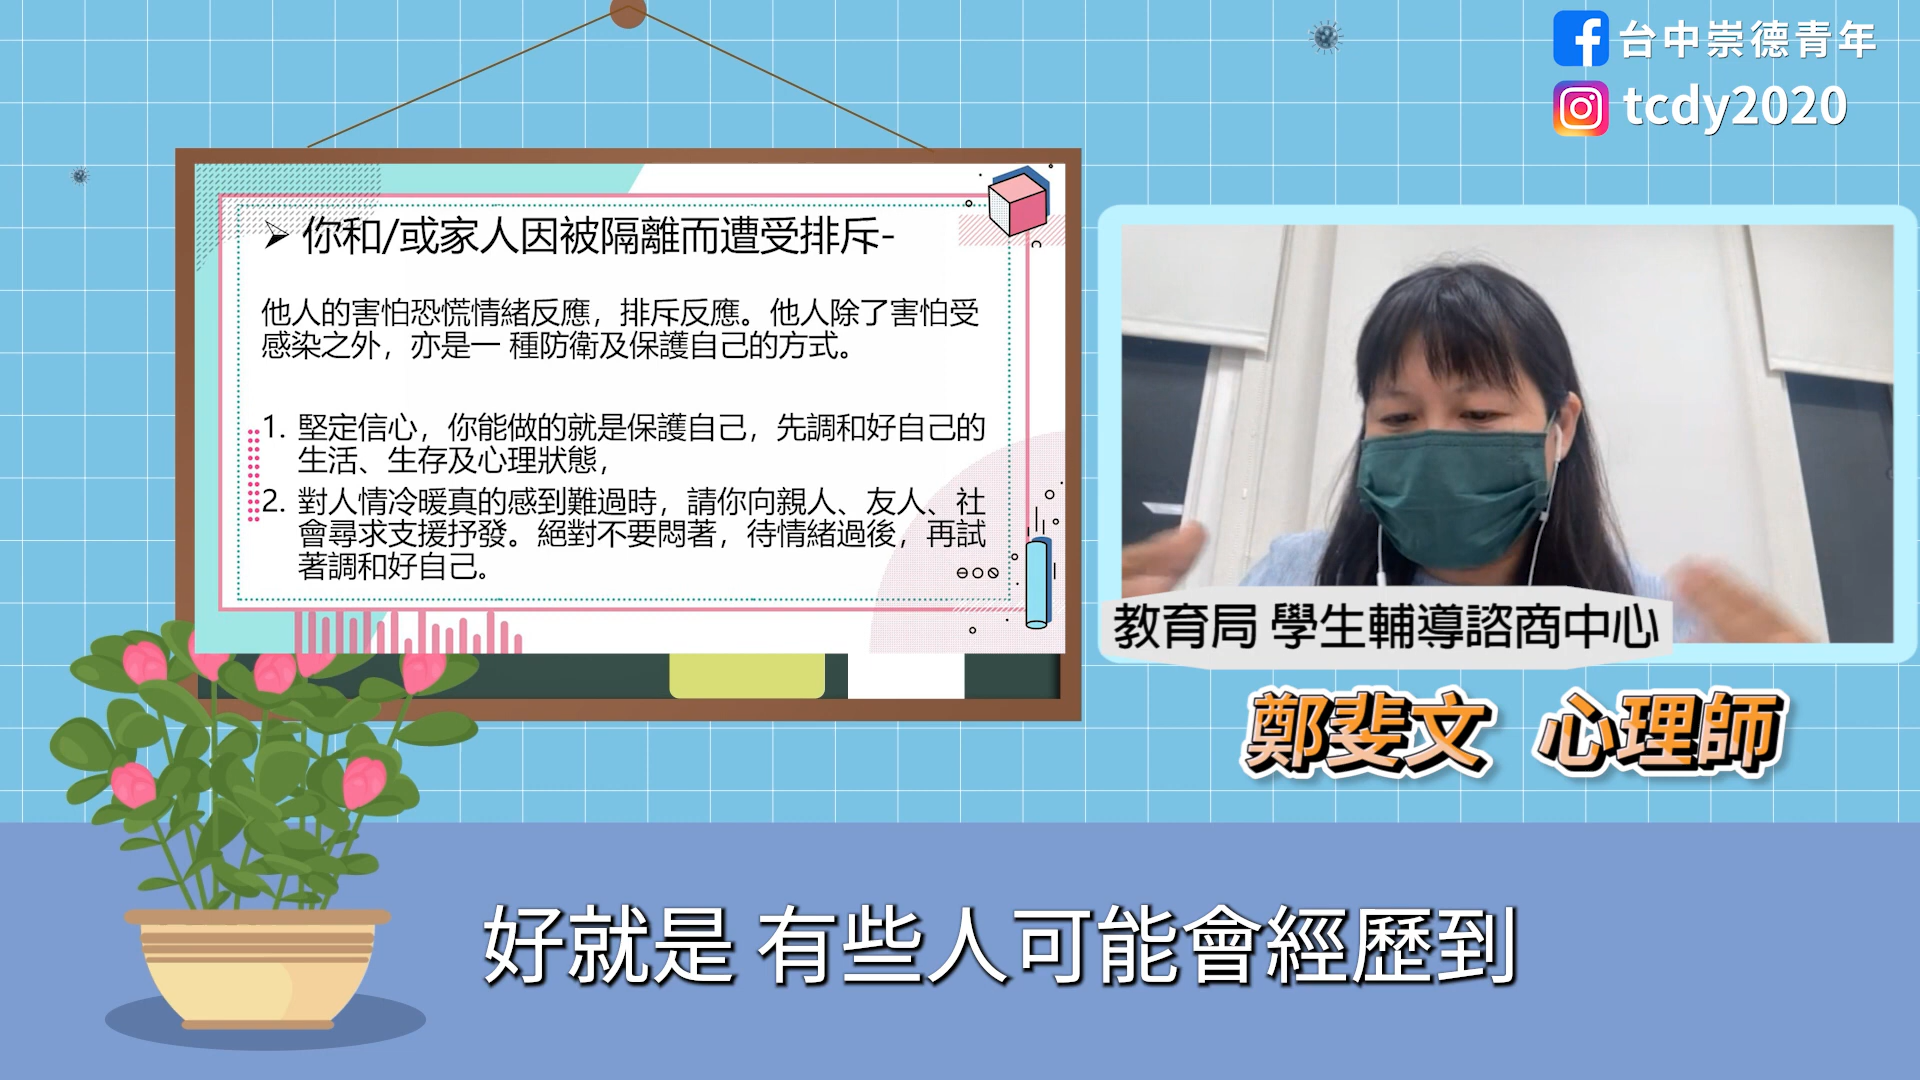 台中崇德青年
tcdy2020
➢ 你和/或家人因被隔離而遭受排斥-
他人的害怕恐慌情緒反應，排斥反應。他人除了害怕受
感染之外，亦是一 種防衛及保護自己的方式。
1. 堅定信心，你能做的就是保護自己，先調和好自己的
生活、生存及心理狀態，
2. 對人情冷暖真的感到難過時，請你向親人、友人、社
會尋求支援抒發。絕對不要悶著，待情緒過後，再試
著調和好自己。
教育局 學生輔導諮商中心
鄭斐文 心理師
好就是 有些人可能會經歷到